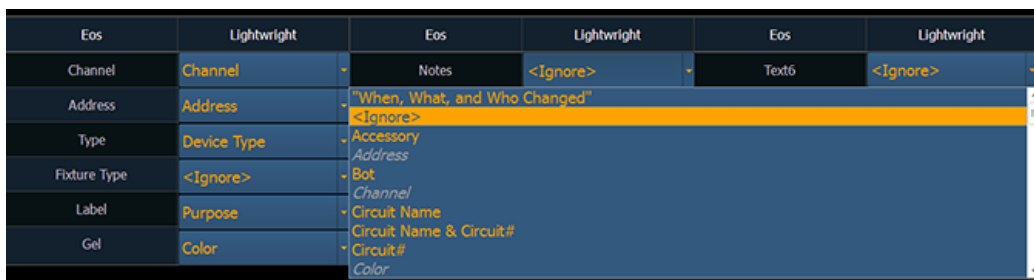 Eos Lightwright Eos Lightwright Eos Lightwright
Channel Channel Notes <Ignore> Text6 <Ignore>
Address Address
Type Device Type
Fixture Type <Ignore>
Label Purpose
Gel Color
"When, What, and Who Changed"
<Ignore>
Accessory
Address
Bot
Channel
Circuit Name
Circuit Name & Circuit#
Circuit#
Color